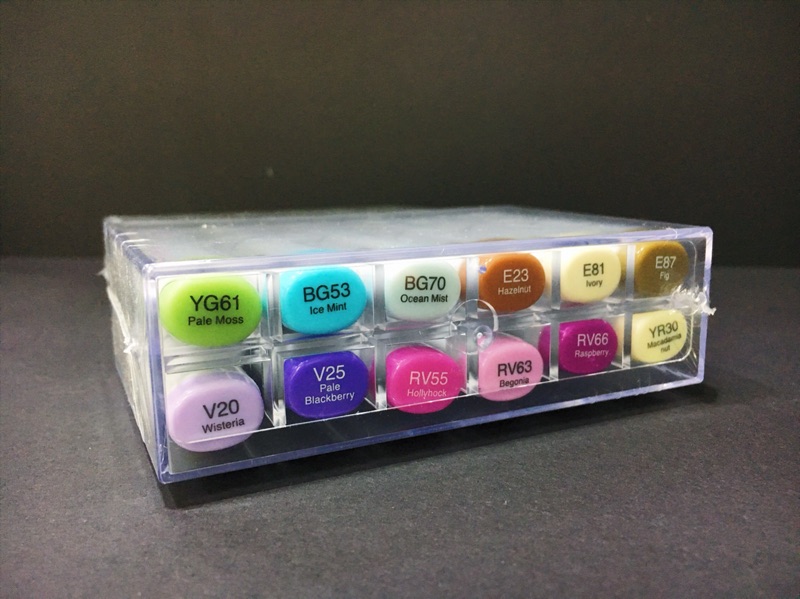 YG61
Pale Moss
BG53
Ice Mint
BG70
Ocean Mist
E23
Hazelnut
E81
Ivory
E87
Fig
V20
Wisteria
V25
Pale
Blackberry
RV55
Hollyhock
RV63
Begonia
RV66
Raspberry
YR30
Macadamia
nut